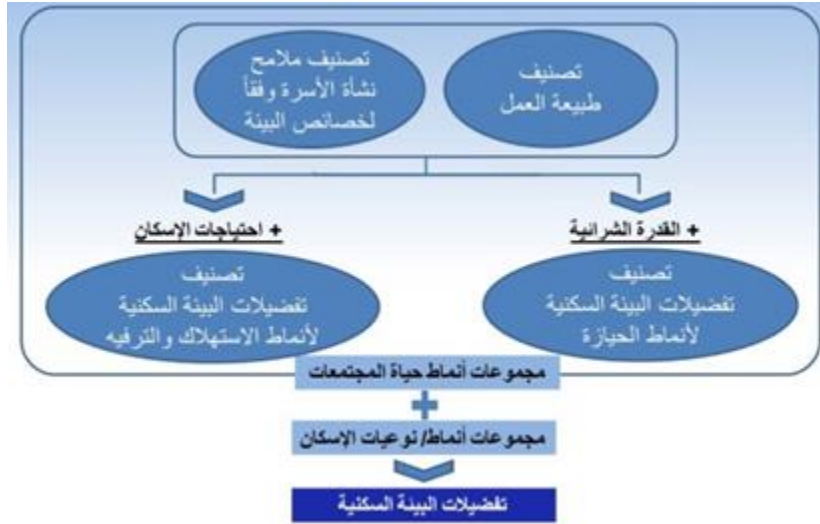 تصنيف
طبيعة العمل
تصنيف ملامح
نشأة الأسرة وفقاً
لخصائص البيئة
+ القدرة الشرائية
+ احتياجات الإسكان
تصنيف
تفضيلات البيئة السكنية
لأنماط الحيازة
تصنيف
تفضيلات البيئة السكنية
لأنماط الاستهلاك والترفيه
مجموعات أنماط حياة المجتمعات
+
مجموعات أنماط/ نوعيات الإسكان
تفضيلات البيئة السكنية